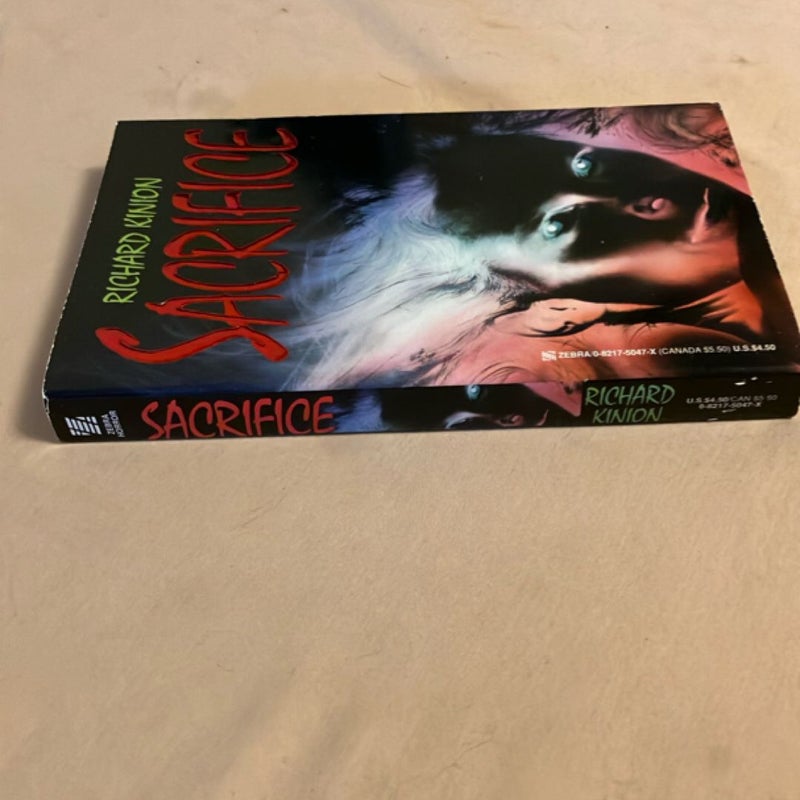 RICHARD KINION
SACRIFICE
ZEBRA/0-8217-5047-X (CANADA $5.50) U.S.$4.50
ZEBRA
HORROR
SACRIFICE
RICHARD
KINION
U.S.$4.50/CAN $5.50
0-8217-5047-X